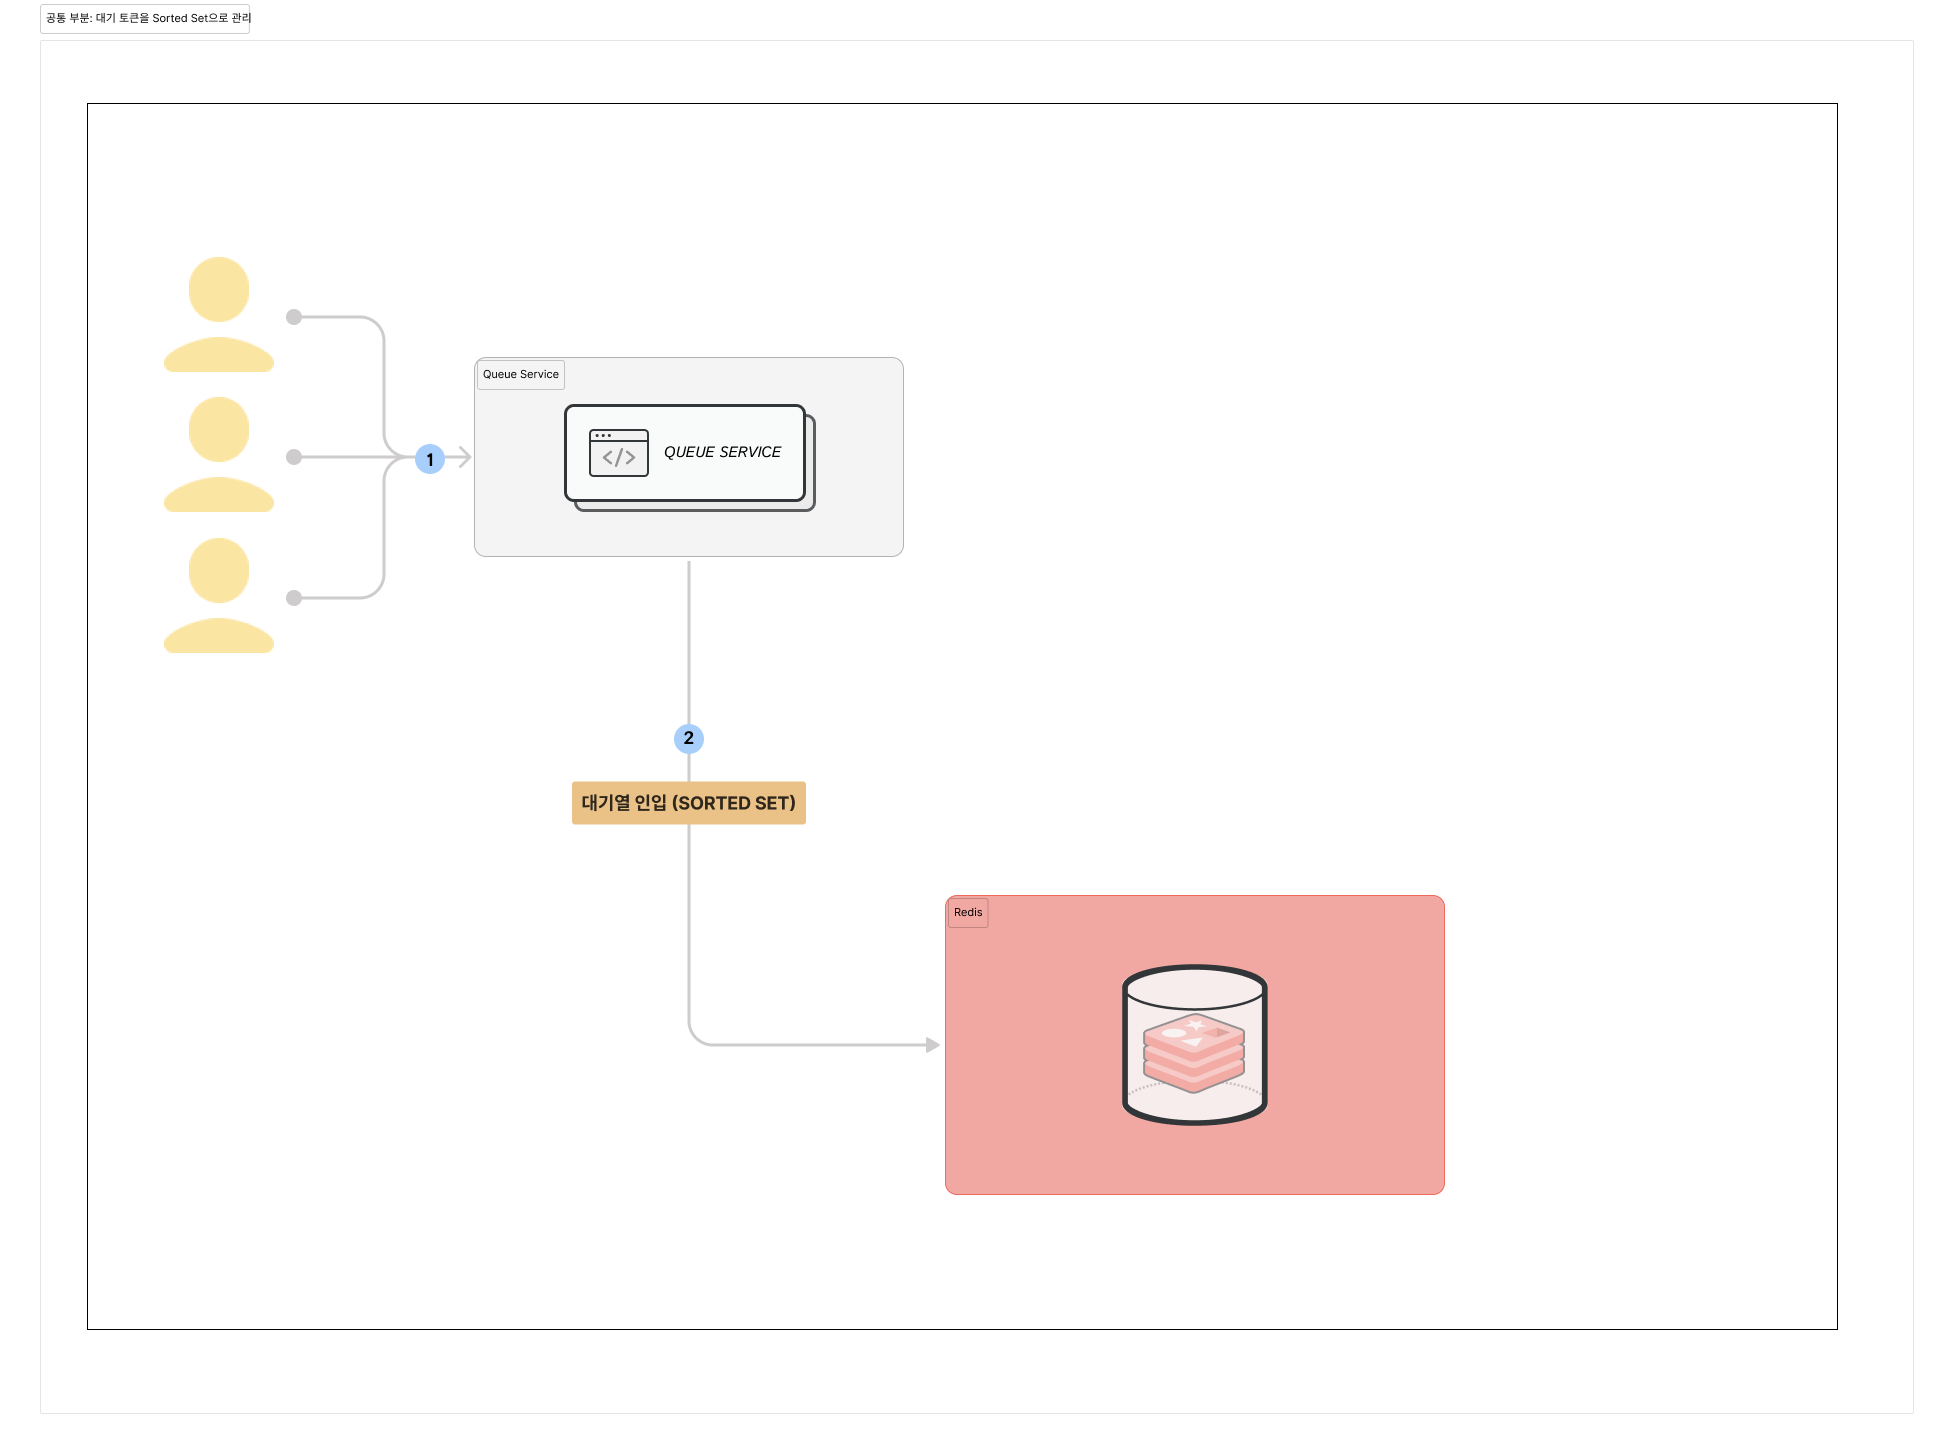 공통 부분: 대기 토큰을 Sorted Set으로 관리
Queue Service
QUEUE SERVICE
1
2
대기열 인입 (SORTED SET)
Redis